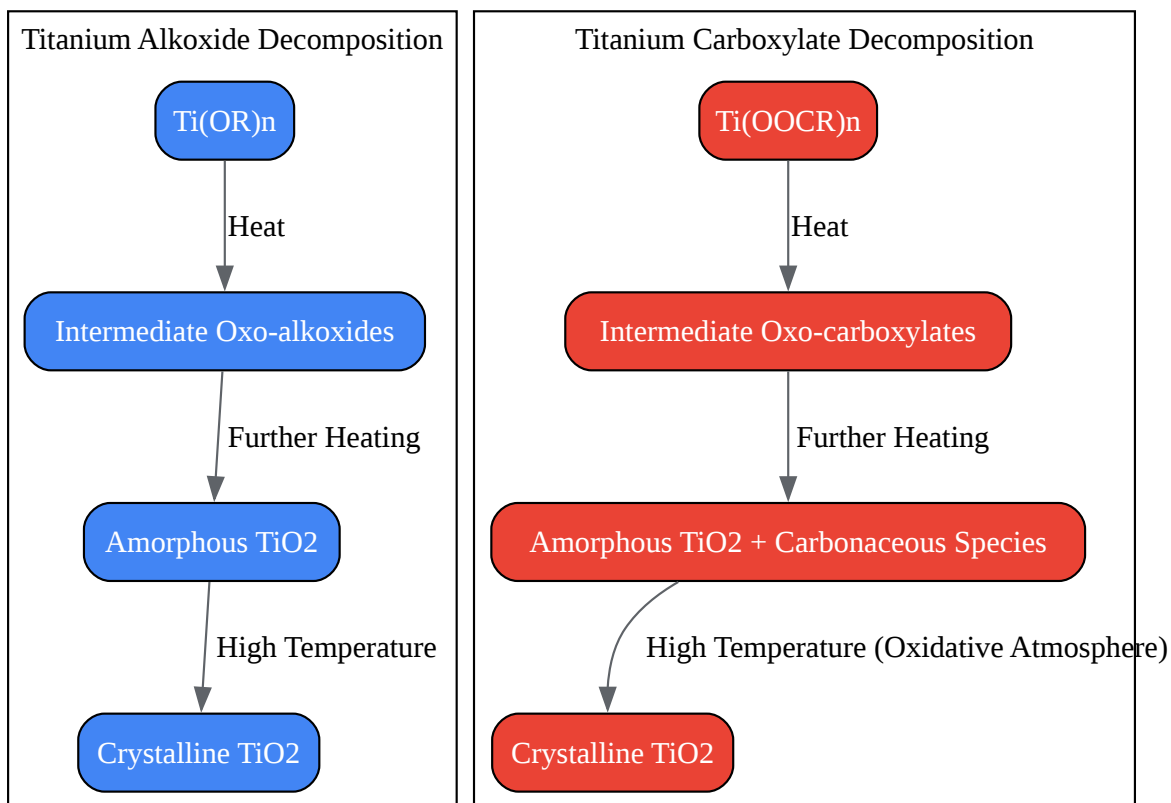 Titanium Alkoxide Decomposition
Ti(OR)n
Heat
Intermediate Oxo-alkoxides
Further Heating
Amorphous TiO2
High Temperature
Crystalline TiO2
Titanium Carboxylate Decomposition
Ti(OOCR)n
Heat
Intermediate Oxo-carboxylates
Further Heating
Amorphous TiO2 + Carbonaceous Species
High Temperature (Oxidative Atmosphere)
Crystalline TiO2